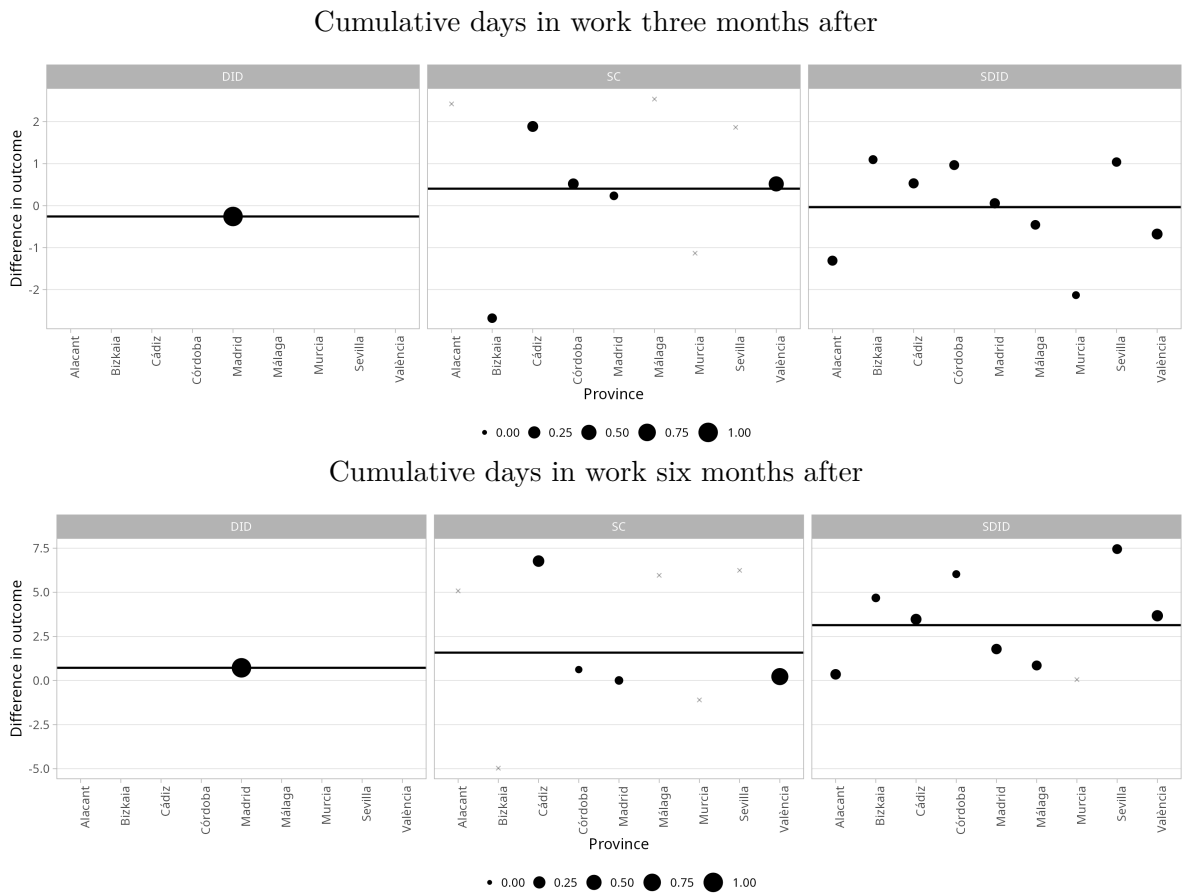 Cumulative days in work three months after
DID SC SDID
Difference in outcome
2
1
0
-1
-2
Alacant Bizkaia Cádiz Córdoba Madrid Málaga Murcia Sevilla València Alacant Bizkaia Cádiz Córdoba Madrid Málaga Murcia Sevilla València Alacant Bizkaia Cádiz Córdoba Madrid Málaga Murcia Sevilla València
Province
0.00 0.25 0.50 0.75 1.00
Cumulative days in work six months after
DID SC SDID
Difference in outcome
7.5
5.0
2.5
0.0
-2.5
-5.0
Alacant Bizkaia Cádiz Córdoba Madrid Málaga Murcia Sevilla València Alacant Bizkaia Cádiz Córdoba Madrid Málaga Murcia Sevilla València Alacant Bizkaia Cádiz Córdoba Madrid Málaga Murcia Sevilla València
Province
0.00 0.25 0.50 0.75 1.00